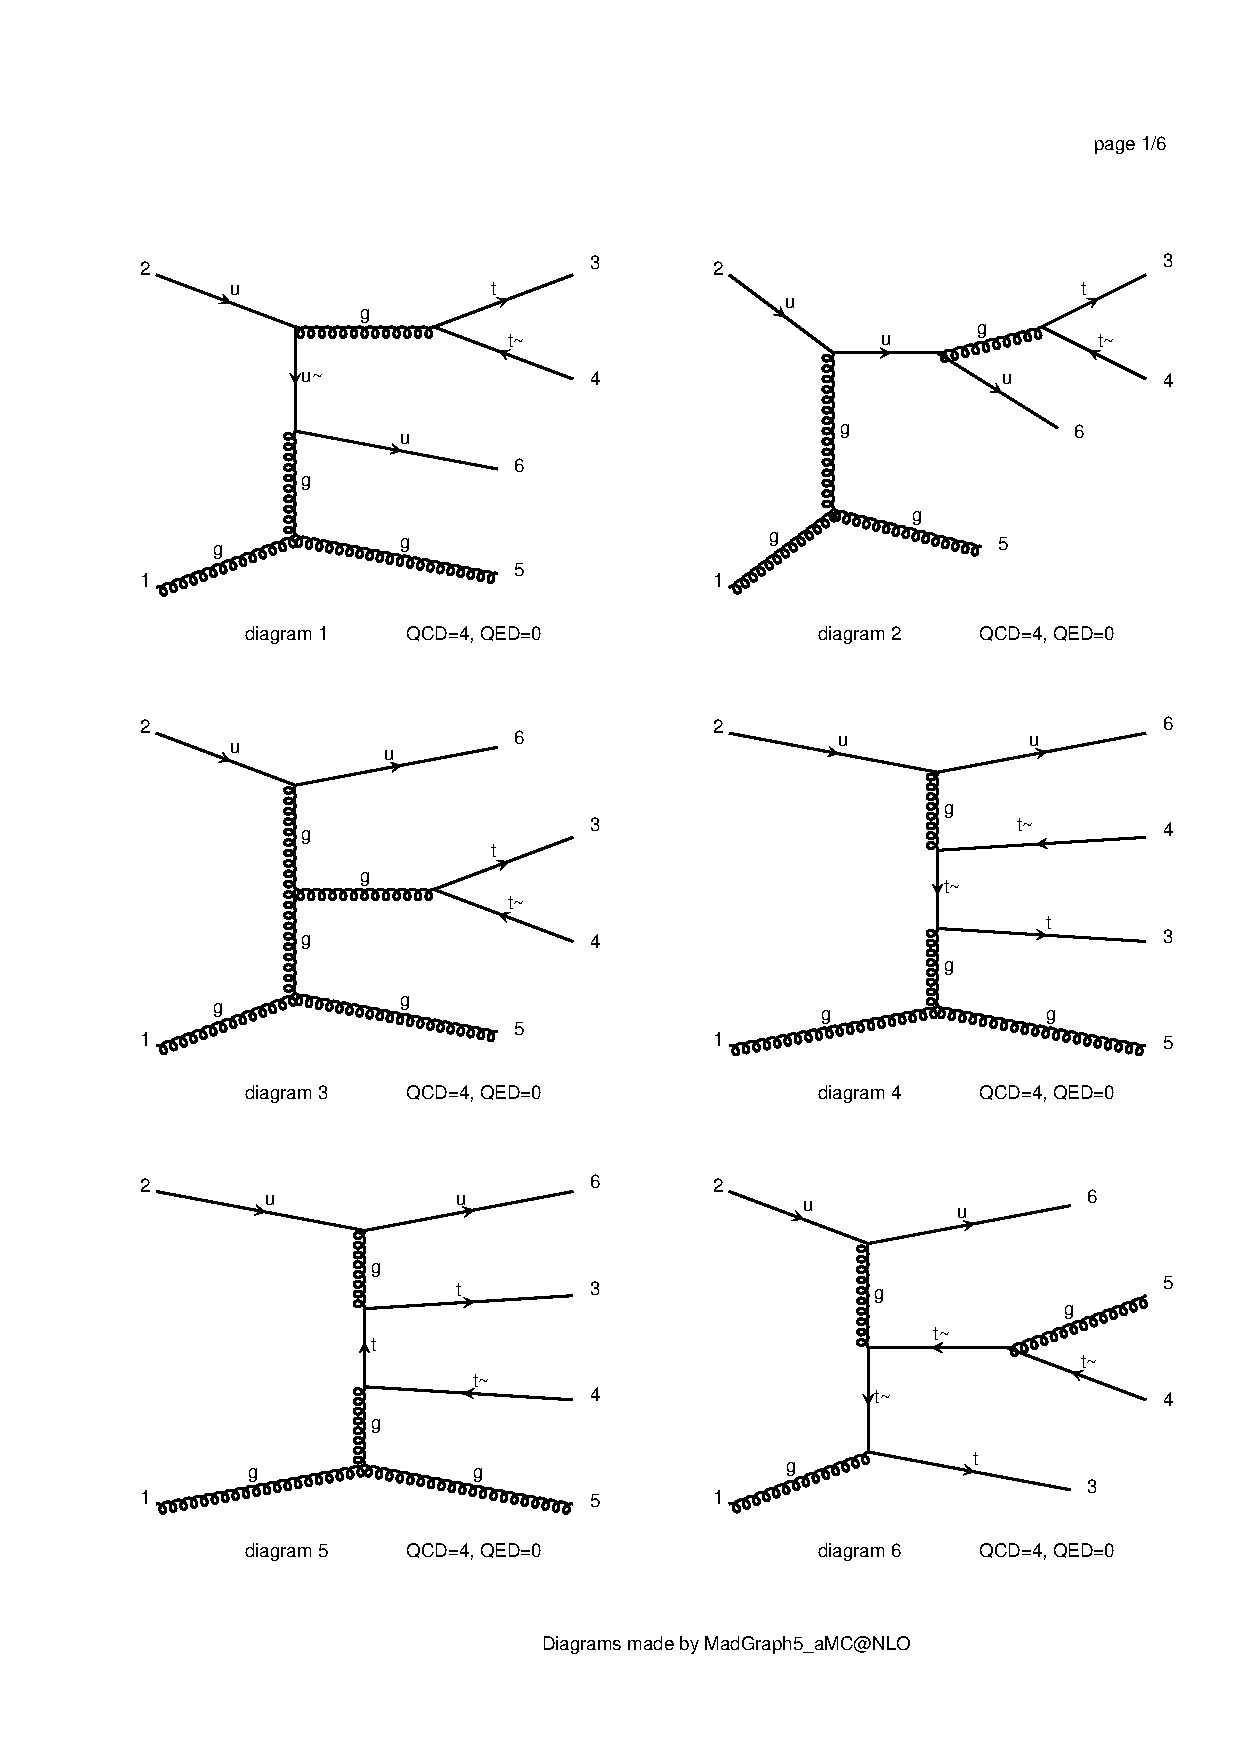 page 1/6
2
u
g
t
3
t~
4
u~
u
6
g
g
g
1
5
diagram 1 QCD=4, QED=0
2
u
u
g
t
3
t~
4
u
6
g
g
g
5
1
diagram 2 QCD=4, QED=0
2
u
u
6
g
g
t
3
t~
4
g
g
g
1
5
diagram 3 QCD=4, QED=0
2
u
u
6
g
t~
4
t~
t
3
g
g
g
1
5
diagram 4 QCD=4, QED=0
2
u
u
6
g
t
3
t
t~
4
g
g
g
1
5
diagram 5 QCD=4, QED=0
2
u
u
6
g
g
5
t~
t~
4
t~
g
t
3
1
diagram 6 QCD=4, QED=0
Diagrams made by MadGraph5_aMC@NLO